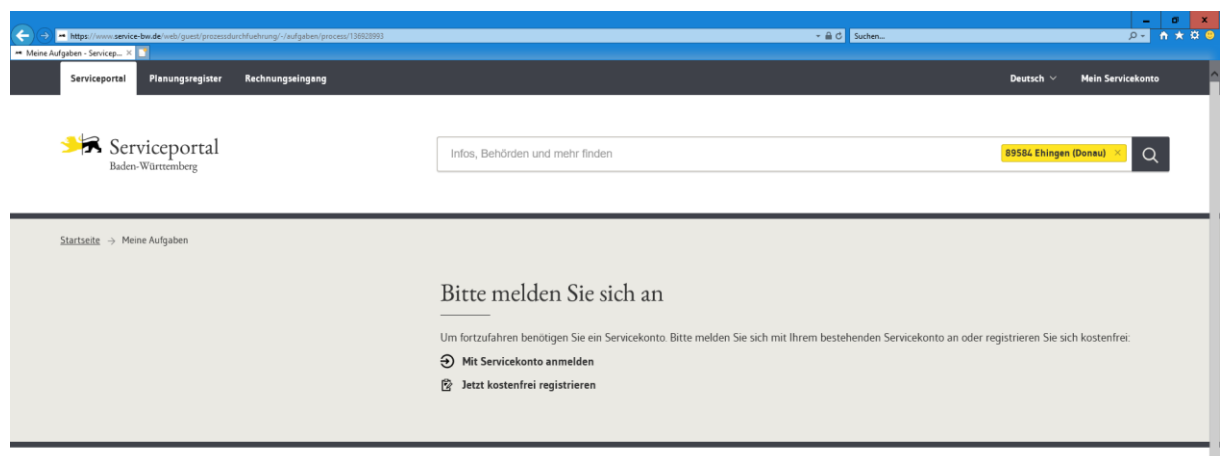 https://www.service-bw.de/web/guest/prozessdurchfuehrung/-/aufgaben/process/136928993
Suchen...
Meine Aufgaben - Servicep...
Serviceportal Planungsregister Rechnungseingang Deutsch Mein Servicekonto
Serviceportal
Baden-Württemberg
Infos, Behörden und mehr finden
89584 Ehingen (Donau) ×
Startseite → Meine Aufgaben
Bitte melden Sie sich an
Um fortzufahren benötigen Sie ein Servicekonto. Bitte melden Sie sich mit Ihrem bestehenden Servicekonto an oder registrieren Sie sich kostenfrei:
Mit Servicekonto anmelden
Jetzt kostenfrei registrieren